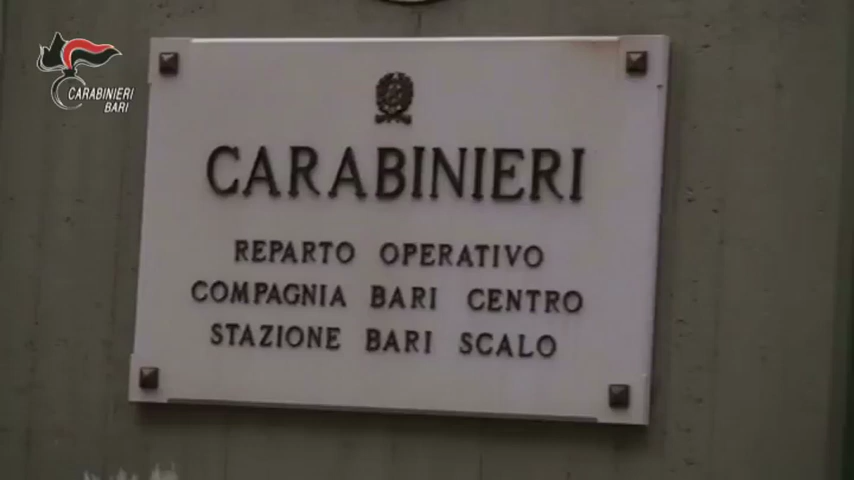 CARABINIERI
BARI
CARABINIERI
REPARTO OPERATIVO
COMPAGNIA BARI CENTRO
STAZIONE BARI SCALO